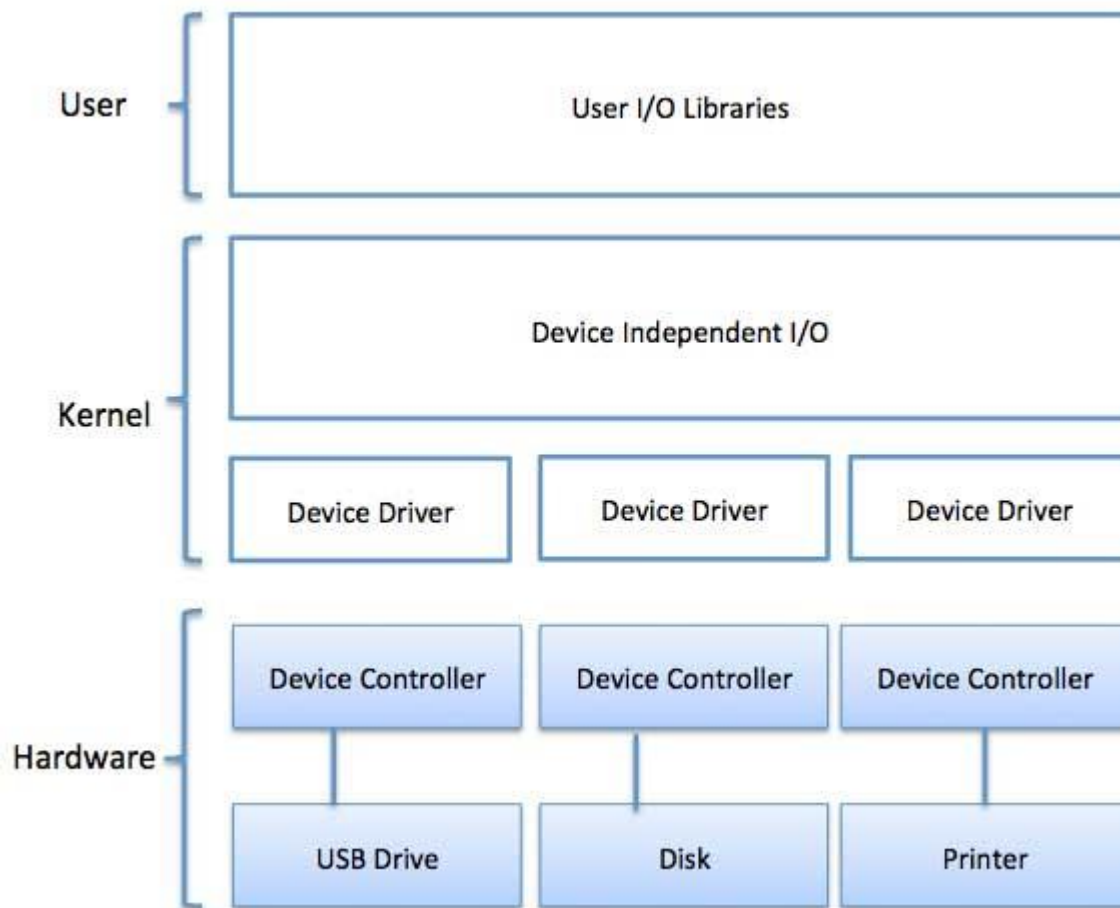 User
User I/O Libraries
Kernel
Device Independent I/O
Device Driver
Device Driver
Device Driver
Hardware
Device Controller
Device Controller
Device Controller
USB Drive
Disk
Printer